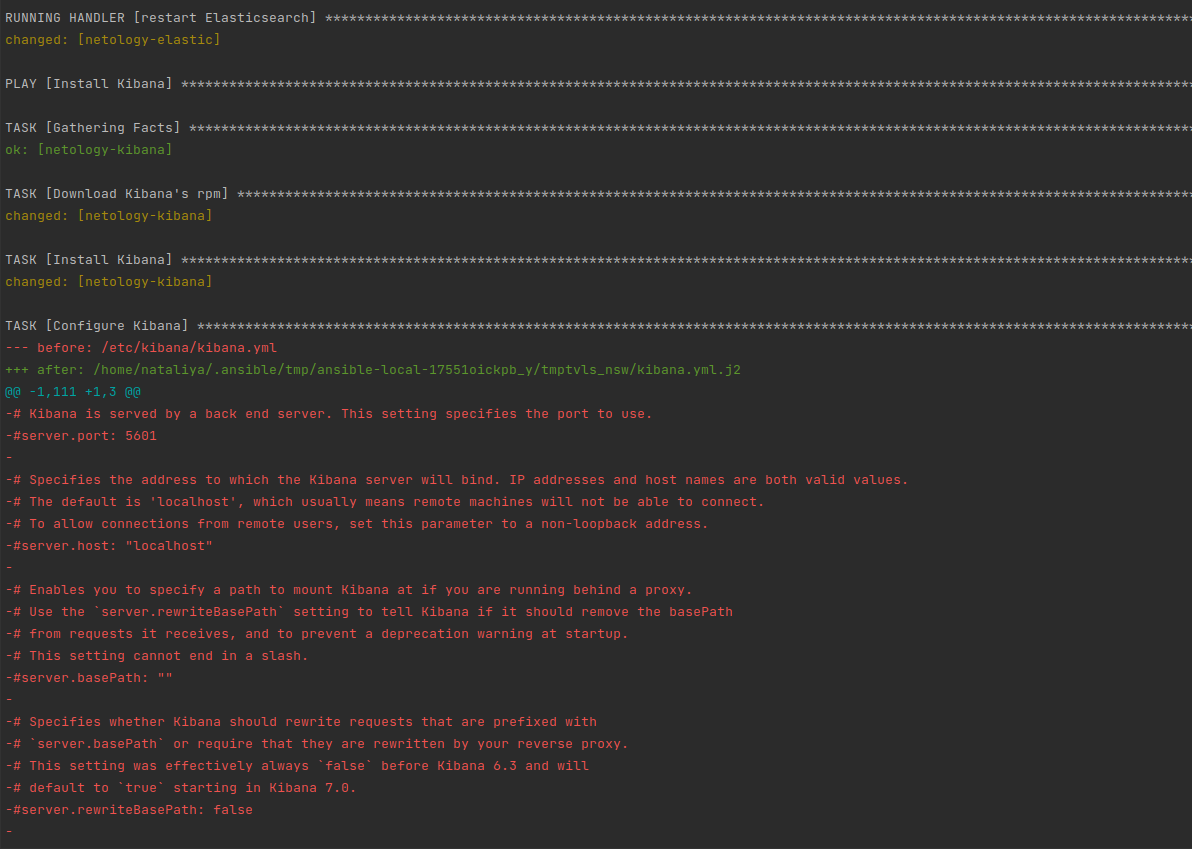 RUNNING HANDLER [restart Elasticsearch] ************************************************************************************************************
changed: [netology-elastic]
PLAY [Install Kibana] ******************************************************************************************************************************
TASK [Gathering Facts] *****************************************************************************************************************************
ok: [netology-kibana]
TASK [Download Kibana's rpm] ***********************************************************************************************************************
changed: [netology-kibana]
TASK [Install Kibana] ******************************************************************************************************************************
changed: [netology-kibana]
TASK [Configure Kibana] ****************************************************************************************************************************
--- before: /etc/kibana/kibana.yml
+++ after: /home/nataliya/.ansible/tmp/ansible-local-17551oickpb_y/tmptvls_nsw/kibana.yml.j2
@@ -1,111 +1,3 @@
-# Kibana is served by a back end server. This setting specifies the port to use.
-#server.port: 5601
-
-# Specifies the address to which the Kibana server will bind. IP addresses and host names are both valid values.
-# The default is 'localhost', which usually means remote machines will not be able to connect.
-# To allow connections from remote users, set this parameter to a non-loopback address.
-#server.host: "localhost"
-
-# Enables you to specify a path to mount Kibana at if you are running behind a proxy.
-# Use the `server.rewriteBasePath` setting to tell Kibana if it should remove the basePath
-# from requests it receives, and to prevent a deprecation warning at startup.
-# This setting cannot end in a slash.
-#server.basePath: ""
-
-# Specifies whether Kibana should rewrite requests that are prefixed with
-# `server.basePath` or require that they are rewritten by your reverse proxy.
-# This setting was effectively always `false` before Kibana 6.3 and will
-# default to `true` starting in Kibana 7.0.
-#server.rewriteBasePath: false
-